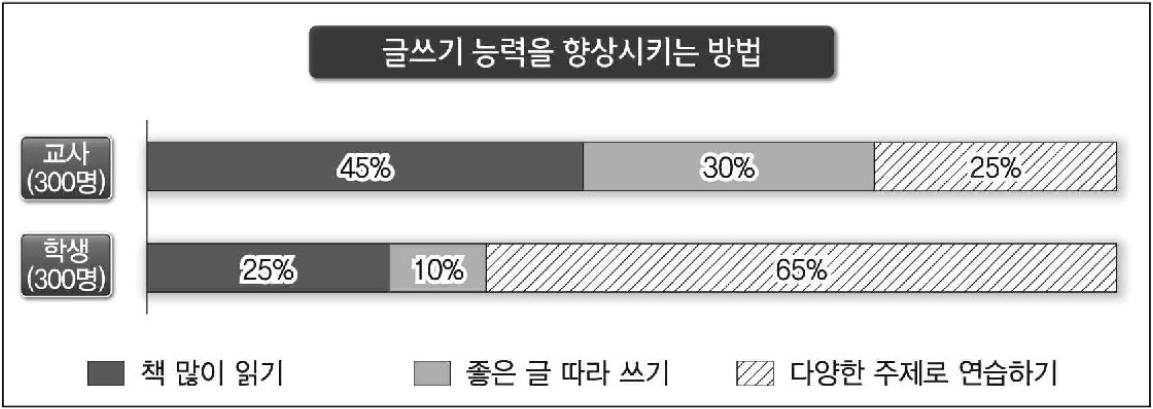 글쓰기 능력을 향상시키는 방법
교사
(300명)
45% 30% 25%
학생
(300명)
25% 10% 65%
책 많이 읽기 좋은 글 따라 쓰기 다양한 주제로 연습하기